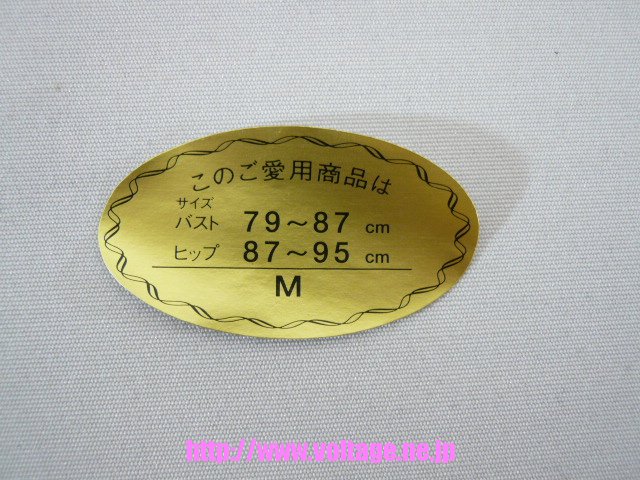 このご愛用商品は
サイズ
バスト 79～87 cm
ヒップ 87～95 cm
M
http://www.voltage.ne.jp